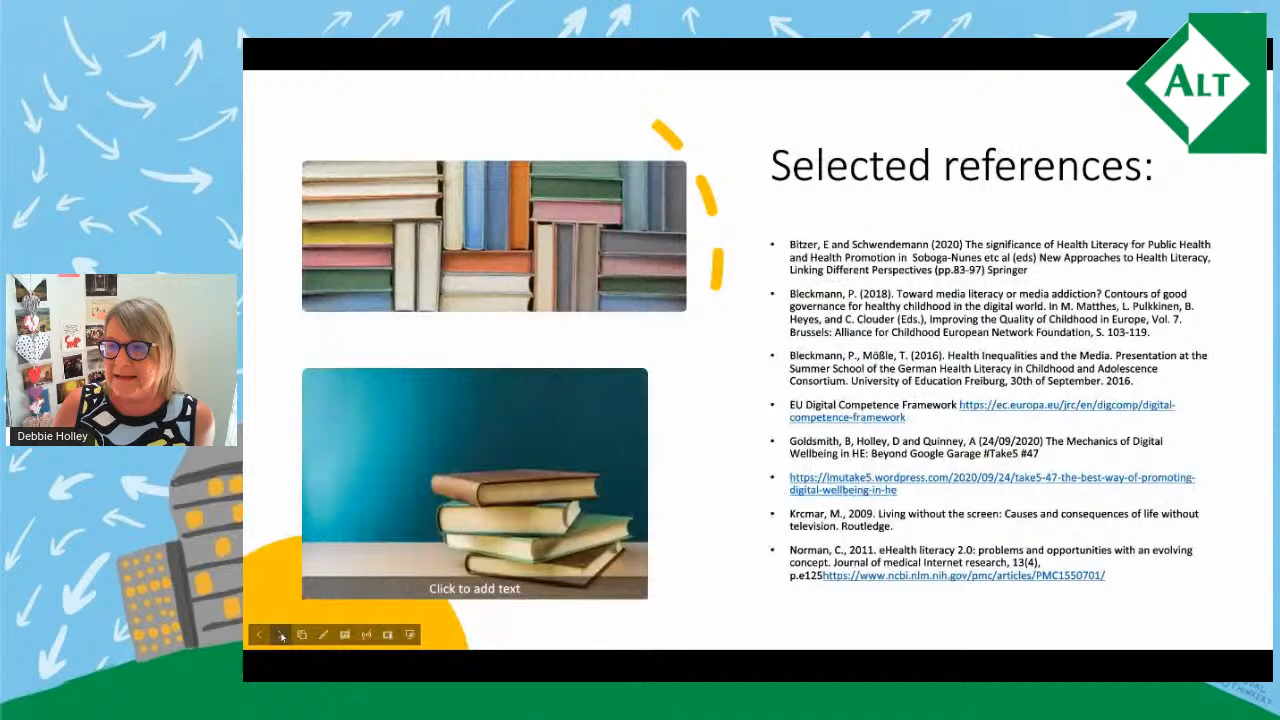 ALT
Selected references:
• Bitzer, E and Schwendemann (2020) The significance of Health Literacy for Public Health
and Health Promotion in Soboga-Nunes etc al (eds) New Approaches to Health Literacy,
Linking Different Perspectives (pp.83-97) Springer
• Bleckmann, P. (2018). Toward media literacy or media addiction? Contours of good
governance for healthy childhood in the digital world. In M. Matthes, L. Pulkkinen, B.
Heyes, and C. Clouder (Eds.), Improving the Quality of Childhood in Europe, Vol. 7.
Brussels: Alliance for Childhood European Network Foundation, S. 103-119.
• Bleckmann, P., Mößle, T. (2016). Health Inequalities and the Media. Presentation at the
Summer School of the German Health Literacy in Childhood and Adolescence
Consortium. University of Education Freiburg, 30th of September. 2016.
• EU Digital Competence Framework https://ec.europa.eu/jrc/en/digcomp/digital-
competence-framework
• Goldsmith, B, Holley, D and Quinney, A (24/09/2020) The Mechanics of Digital
Wellbeing in HE: Beyond Google Garage #Take5 #47
• https://lmutake5.wordpress.com/2020/09/24/take5-47-the-best-way-of-promoting-
digital-wellbeing-in-he
• Krcmar, M., 2009. Living without the screen: Causes and consequences of life without
television. Routledge.
• Norman, C., 2011. eHealth literacy 2.0: problems and opportunities with an evolving
concept. Journal of medical Internet research, 13(4),
p.e125https://www.ncbi.nlm.nih.gov/pmc/articles/PMC1550701/
Click to add text
Debbie Holley